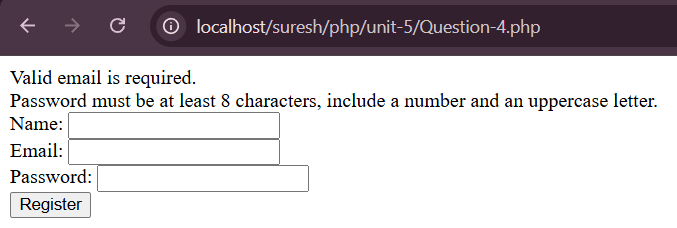 localhost/suresh/php/unit-5/Question-4.php
Valid email is required.
Password must be at least 8 characters, include a number and an uppercase letter.
Name:
Email:
Password:
Register